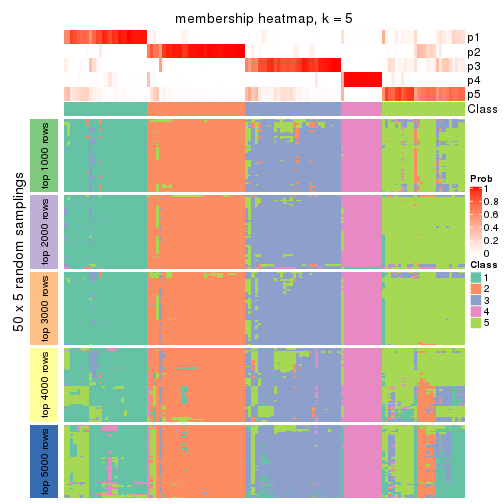 membership heatmap, k = 5
p1
p2
p3
p4
p5
Class
50 x 5 random samplings
top 1000 rows
top 2000 rows
top 3000 rows
top 4000 rows
top 5000 rows
Prob
1
0.8
0.6
0.4
0.2
0
Class
1
2
3
4
5